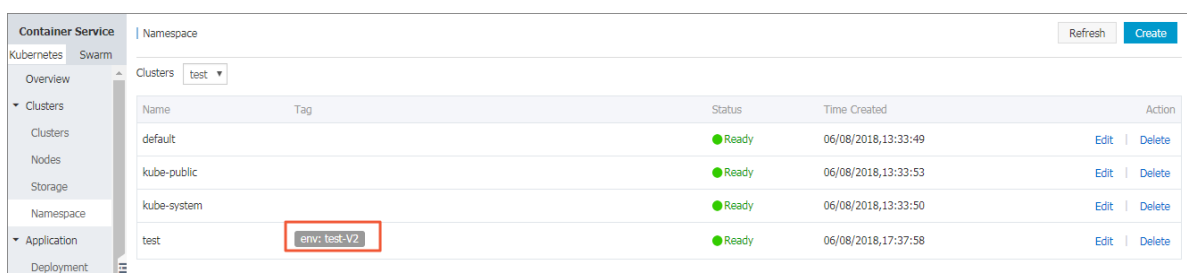 Container Service
Kubernetes Swarm
Overview
Clusters
Clusters
Nodes
Storage
Namespace
Application
Deployment
Namespace
Refresh Create
Clusters test
Name Tag Status Time Created Action
default Ready 06/08/2018,13:33:49 Edit | Delete
kube-public Ready 06/08/2018,13:33:53 Edit | Delete
kube-system Ready 06/08/2018,13:33:50 Edit | Delete
test env: test-V2 Ready 06/08/2018,17:37:58 Edit | Delete